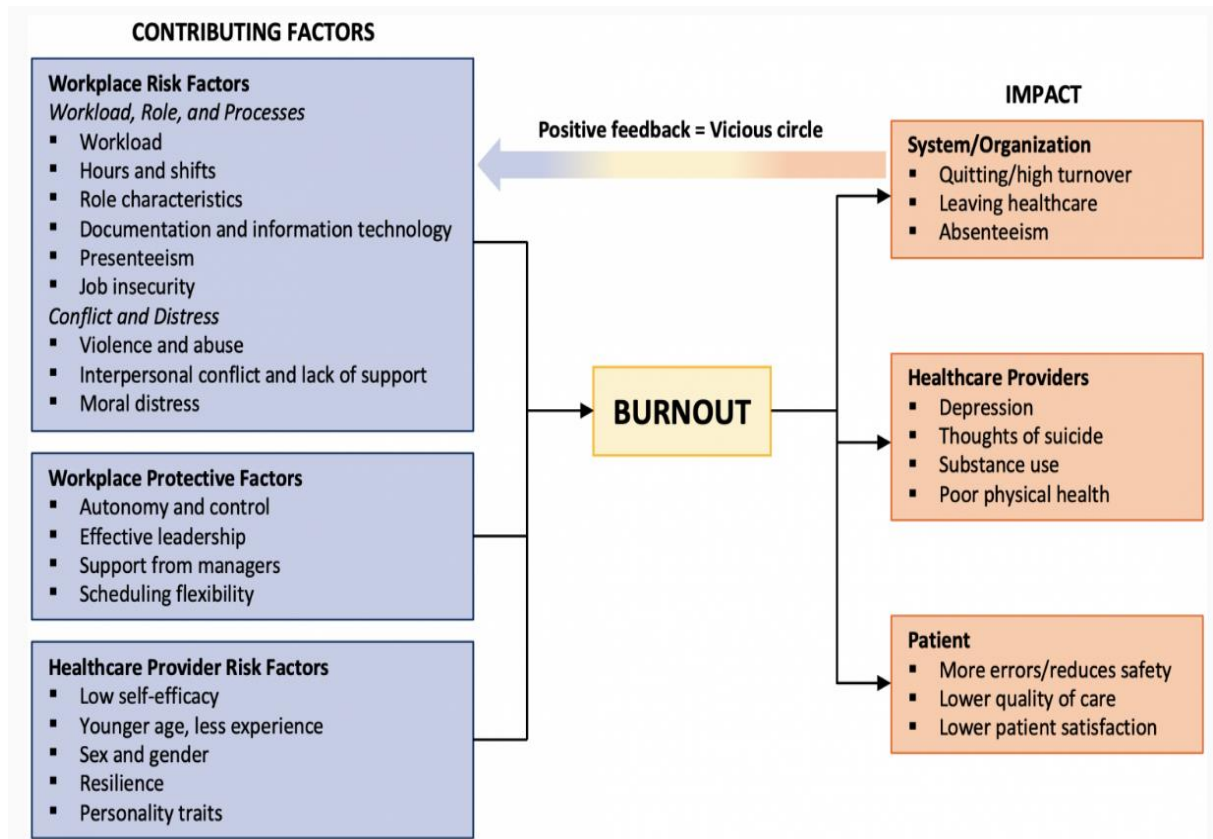 CONTRIBUTING FACTORS
Workplace Risk Factors
Workload, Role, and Processes
▪ Workload
▪ Hours and shifts
▪ Role characteristics
▪ Documentation and information technology
▪ Presenteeism
▪ Job insecurity
Conflict and Distress
▪ Violence and abuse
▪ Interpersonal conflict and lack of support
▪ Moral distress
Workplace Protective Factors
▪ Autonomy and control
▪ Effective leadership
▪ Support from managers
▪ Scheduling flexibility
Healthcare Provider Risk Factors
▪ Low self-efficacy
▪ Younger age, less experience
▪ Sex and gender
▪ Resilience
▪ Personality traits
Positive feedback = Vicious circle
BURNOUT
IMPACT
System/Organization
▪ Quitting/high turnover
▪ Leaving healthcare
▪ Absenteeism
Healthcare Providers
▪ Depression
▪ Thoughts of suicide
▪ Substance use
▪ Poor physical health
Patient
▪ More errors/reduces safety
▪ Lower quality of care
▪ Lower patient satisfaction